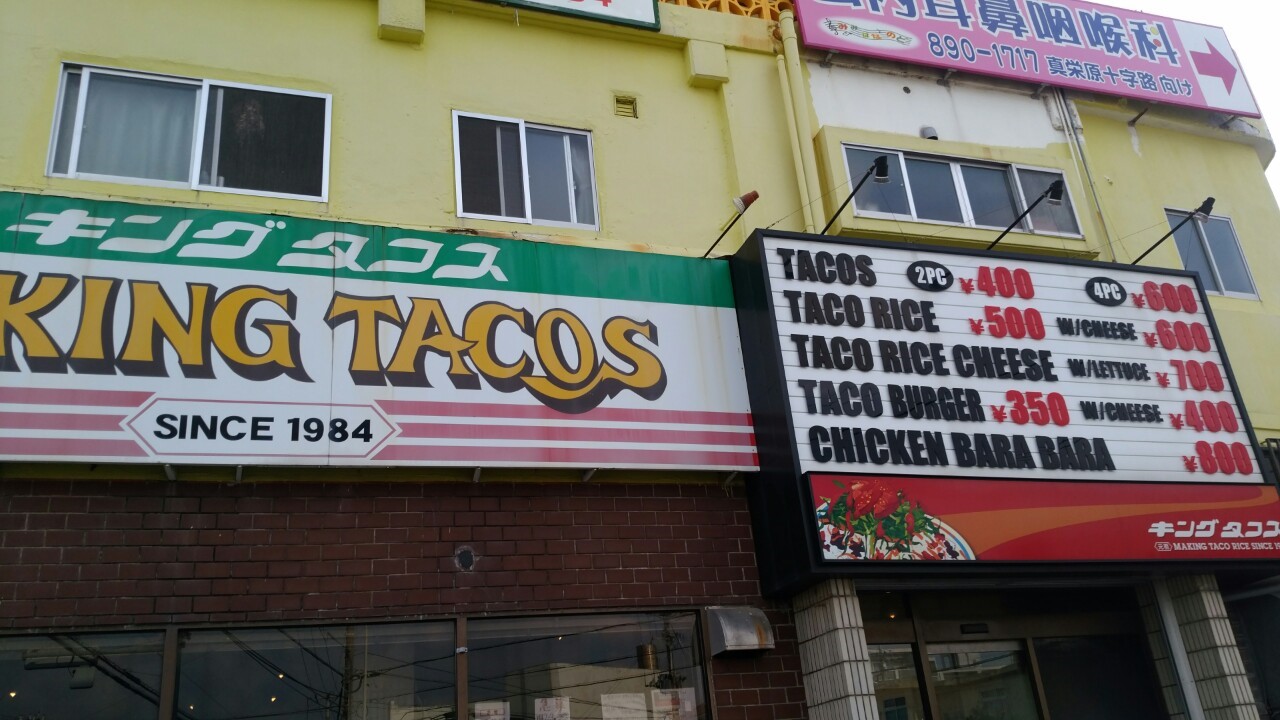 耳鼻咽喉科
890-1717 真栄原十字路 向け
キングタコス
KING TACOS
SINCE 1984
TACOS 2PC ¥400 4PC ¥600
TACO RICE ¥500 W/CHEESE ¥600
TACO RICE CHEESE W/LETTUCE ¥700
TACO BURGER ¥350 W/CHEESE ¥400
CHICKEN BARA BARA ¥800
キングタコス
MAKING TACO RICE SINCE